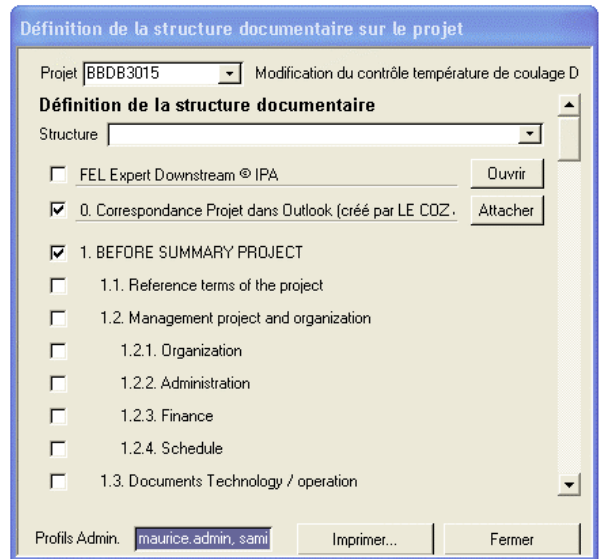 Définition de la structure documentaire sur le projet
Projet BBDB3015 Modification du contrôle température de coulage D
Définition de la structure documentaire
Structure
FEL Expert Downstream © IPA Ouvrir
0. Correspondance Projet dans Outlook (créé par LE COZ Attacher
1. BEFORE SUMMARY PROJECT
1.1. Reference terms of the project
1.2. Management project and organization
1.2.1. Organization
1.2.2. Administration
1.2.3. Finance
1.2.4. Schedule
1.3. Documents Technology / operation
Profils Admin. maurice.admin, sami Imprimer... Fermer